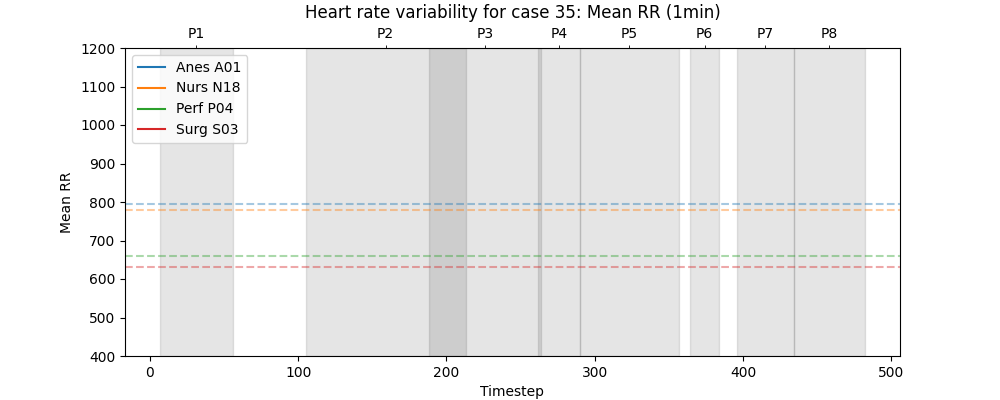 Heart rate variability for case 35: Mean RR (1min)
P1 P2 P3 P4 P5 P6 P7 P8
1200
1100
1000
900
800
700
600
500
400
Mean RR
Anes A01
Nurs N18
Perf P04
Surg S03
0 100 200 300 400 500
Timestep